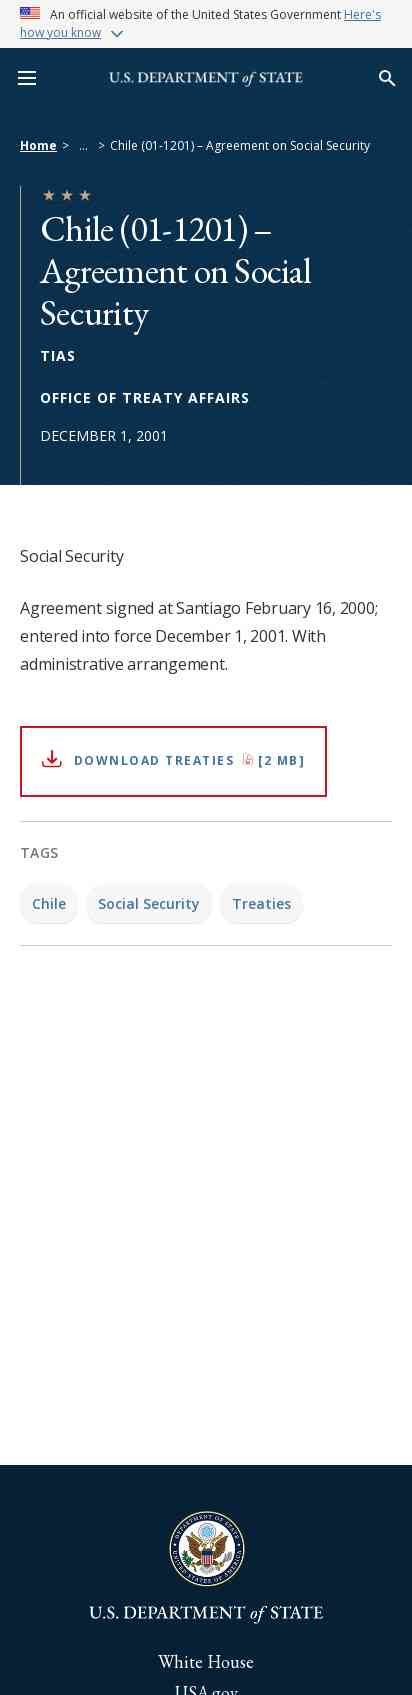 An official website of the United States Government Here's
how you know
U.S. DEPARTMENT of STATE
Home > ... > Chile (01-1201) – Agreement on Social Security
Chile (01-1201) –
Agreement on Social
Security
TIAS
OFFICE OF TREATY AFFAIRS
DECEMBER 1, 2001
Social Security
Agreement signed at Santiago February 16, 2000;
entered into force December 1, 2001. With
administrative arrangement.
DOWNLOAD TREATIES [2 MB]
TAGS
Chile Social Security Treaties
DEPARTMENT OF STATE
UNITED STATES OF AMERICA
U.S. DEPARTMENT of STATE
White House
USA.gov